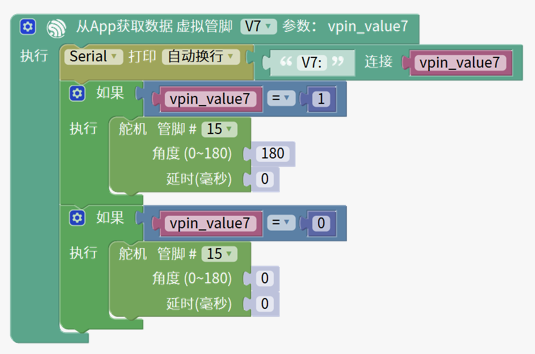 从App获取数据 虚拟管脚 V7 参数： vpin_value7
执行 Serial 打印 自动换行 “ V7: ” 连接 vpin_value7
如果 vpin_value7 = 1
执行 舵机 管脚 # 15
角度 (0~180) 180
延时(毫秒) 0
如果 vpin_value7 = 0
执行 舵机 管脚 # 15
角度 (0~180) 0
延时(毫秒) 0